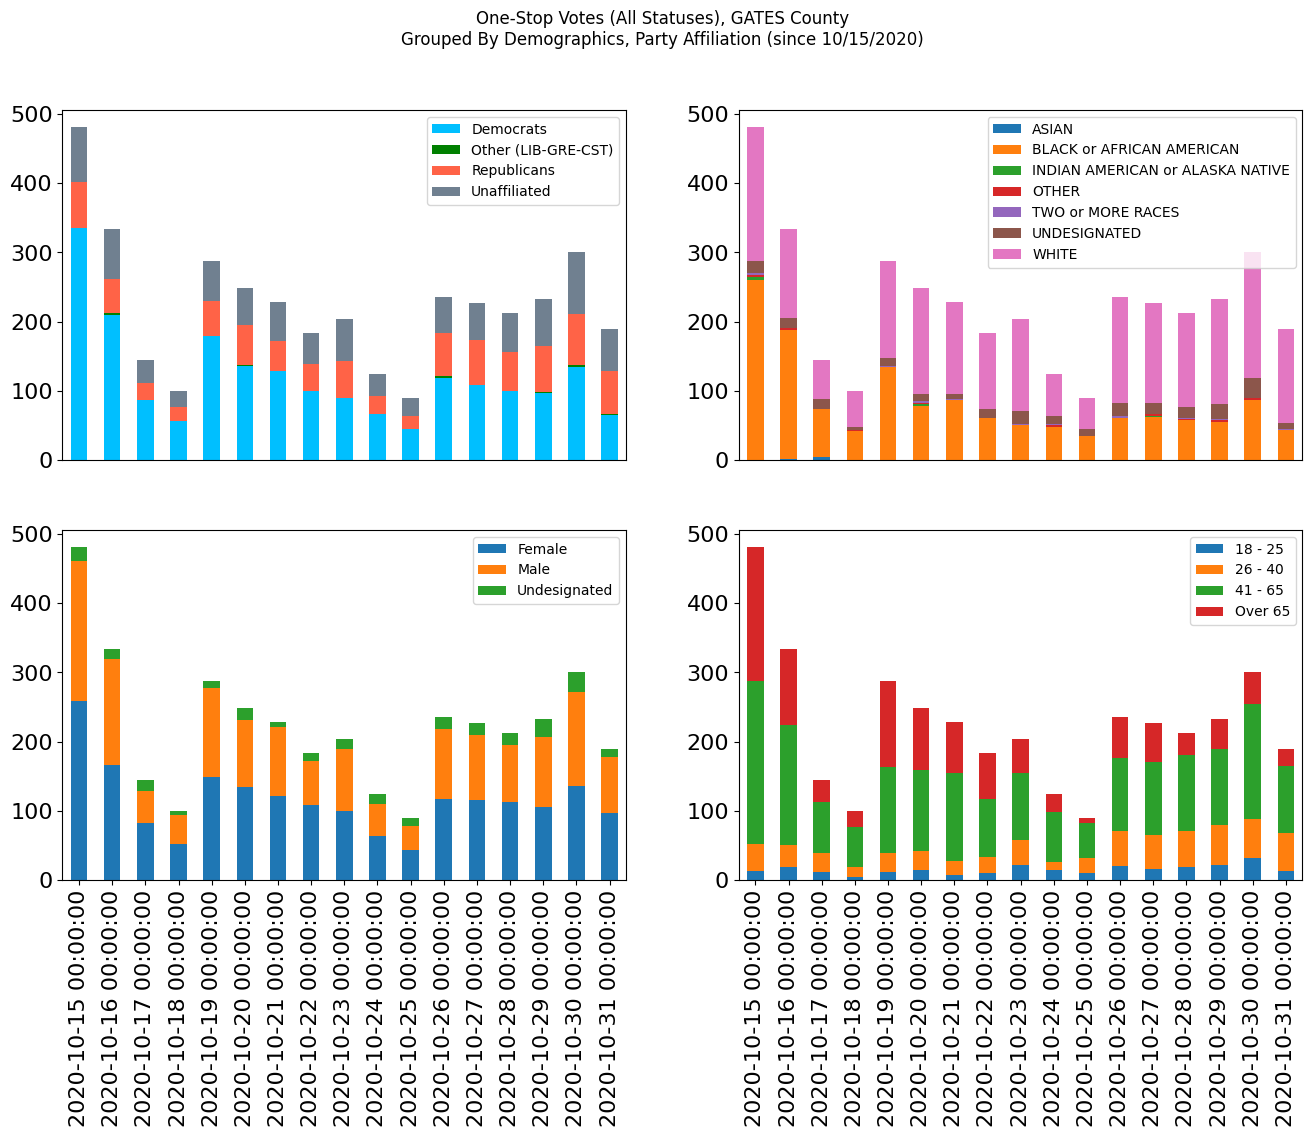 One-Stop Votes (All Statuses), GATES County
Grouped By Demographics, Party Affiliation (since 10/15/2020)
500
400
300
200
100
0
Democrats
Other (LIB-GRE-CST)
Republicans
Unaffiliated
500
400
300
200
100
0
ASIAN
BLACK or AFRICAN AMERICAN
INDIAN AMERICAN or ALASKA NATIVE
OTHER
TWO or MORE RACES
UNDESIGNATED
WHITE
500
400
300
200
100
0
Female
Male
Undesignated
2020-10-15 00:00:00
2020-10-16 00:00:00
2020-10-17 00:00:00
2020-10-18 00:00:00
2020-10-19 00:00:00
2020-10-20 00:00:00
2020-10-21 00:00:00
2020-10-22 00:00:00
2020-10-23 00:00:00
2020-10-24 00:00:00
2020-10-25 00:00:00
2020-10-26 00:00:00
2020-10-27 00:00:00
2020-10-28 00:00:00
2020-10-29 00:00:00
2020-10-30 00:00:00
2020-10-31 00:00:00
500
400
300
200
100
0
18 - 25
26 - 40
41 - 65
Over 65
2020-10-15 00:00:00
2020-10-16 00:00:00
2020-10-17 00:00:00
2020-10-18 00:00:00
2020-10-19 00:00:00
2020-10-20 00:00:00
2020-10-21 00:00:00
2020-10-22 00:00:00
2020-10-23 00:00:00
2020-10-24 00:00:00
2020-10-25 00:00:00
2020-10-26 00:00:00
2020-10-27 00:00:00
2020-10-28 00:00:00
2020-10-29 00:00:00
2020-10-30 00:00:00
2020-10-31 00:00:00